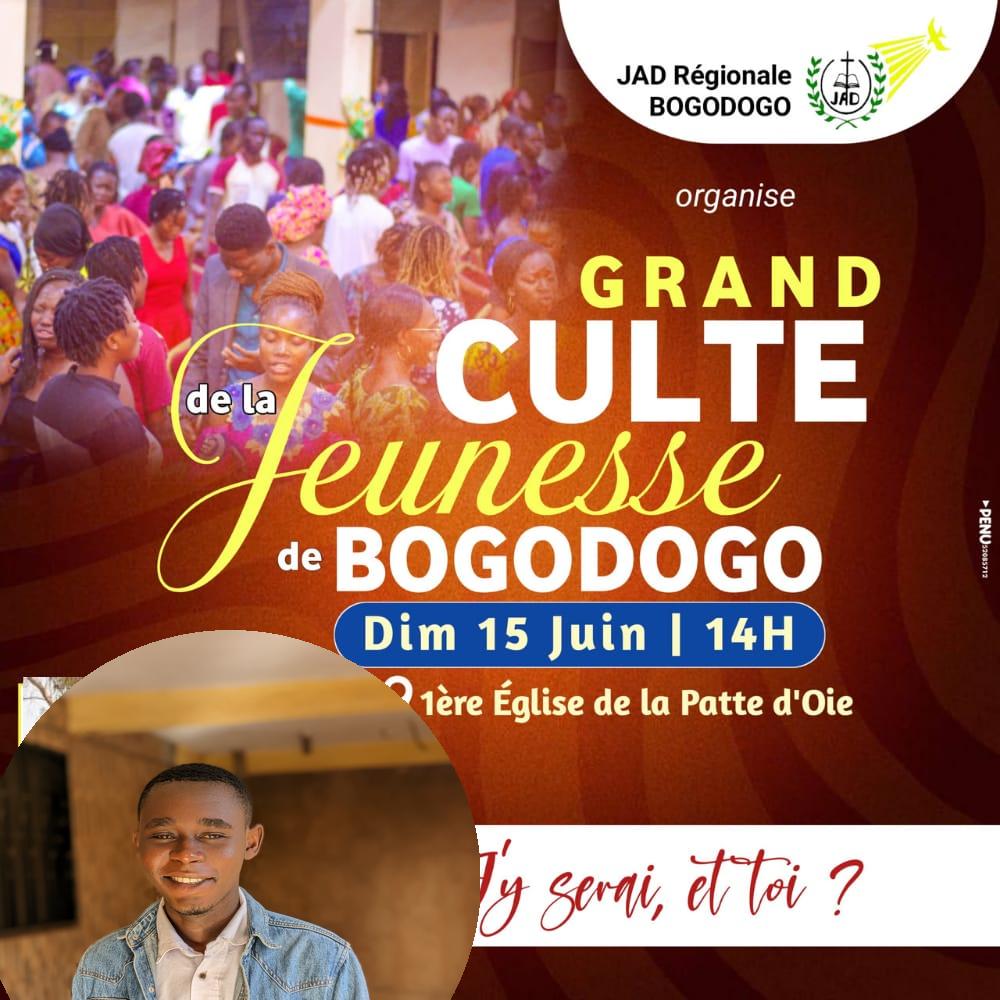 JAD Régionale
BOGODOGO
JAD
organise
GRAND
CULTE
de la
Jeunesse
de BOGODOGO
Dim 15 Juin | 14H
1ère Église de la Patte d'Oie
J'y serai, et toi ?
PENU